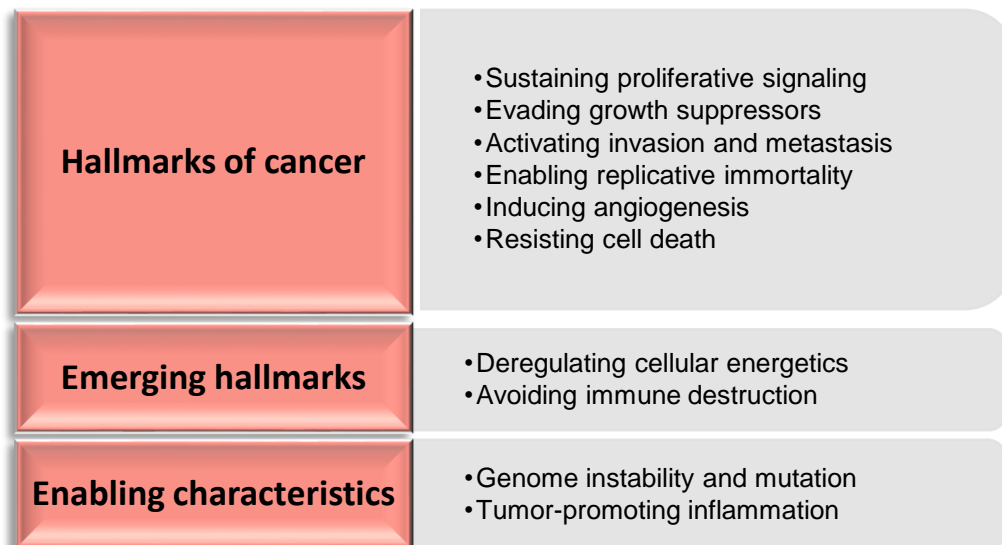 Hallmarks of cancer
•Sustaining proliferative signaling
•Evading growth suppressors
•Activating invasion and metastasis
•Enabling replicative immortality
•Inducing angiogenesis
•Resisting cell death
Emerging hallmarks
•Deregulating cellular energetics
•Avoiding immune destruction
Enabling characteristics
•Genome instability and mutation
•Tumor-promoting inflammation